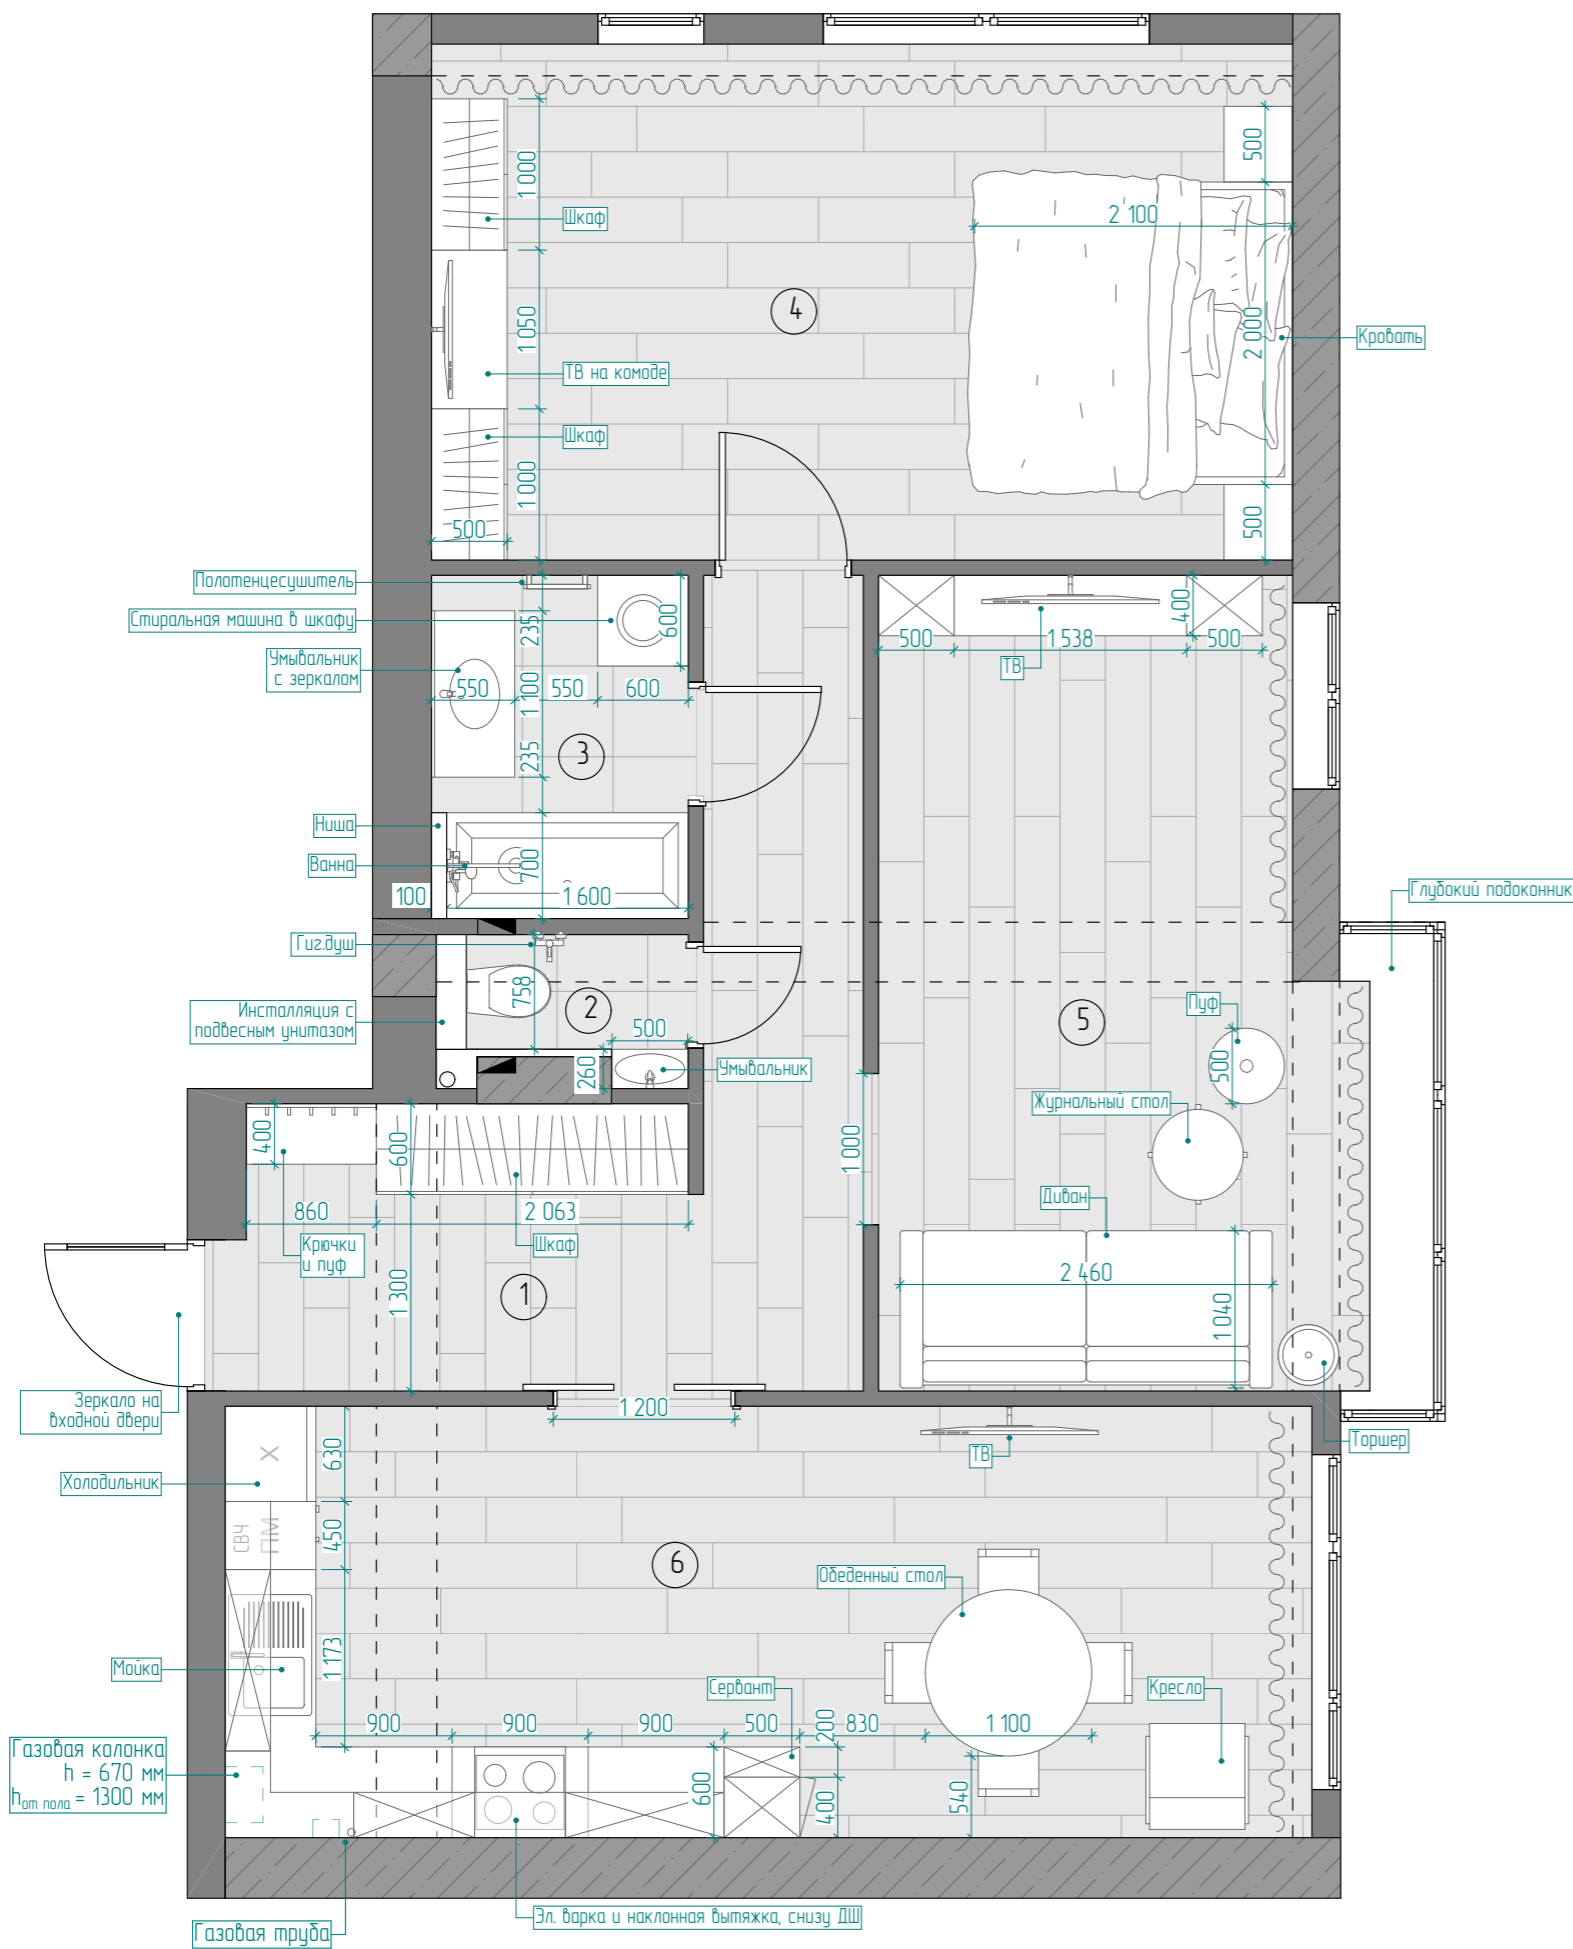 500
1 000
2 100
Шкаф
4
1 050
2 000
Кровать
ТВ на комоде
Шкаф
1 000
500
500
Полотенцесушитель
Стиральная машина в шкафу
235
600
400
500
1 538
500
ТВ
Умывальник
с зеркалом
550
1 100
550
600
235
3
Ниша
Ванна
700
100
1 600
Глубокий подоконник
Гиг.душ
758
2
Инсталляция с
подвесным унитазом
500
260
Умывальник
5
Пуф
500
Журнальный стол
400
600
1 000
860
2 063
Диван
Крючки
и пуф
Шкаф
1 300
1
2 460
1 040
Зеркало на
входной двери
1 200
Торшер
Х
630
ТВ
Холодильник
СВЧ
ПМ
450
6
Обеденный стол
1 173
Мойка
Сервант
Кресло
900
900
900
500
830
1 100
200
Газовая колонка
h = 670 мм
hот пола = 1300 мм
600
400
540
Газовая труба
Эл. варка и наклонная вытяжка, снизу ДШ